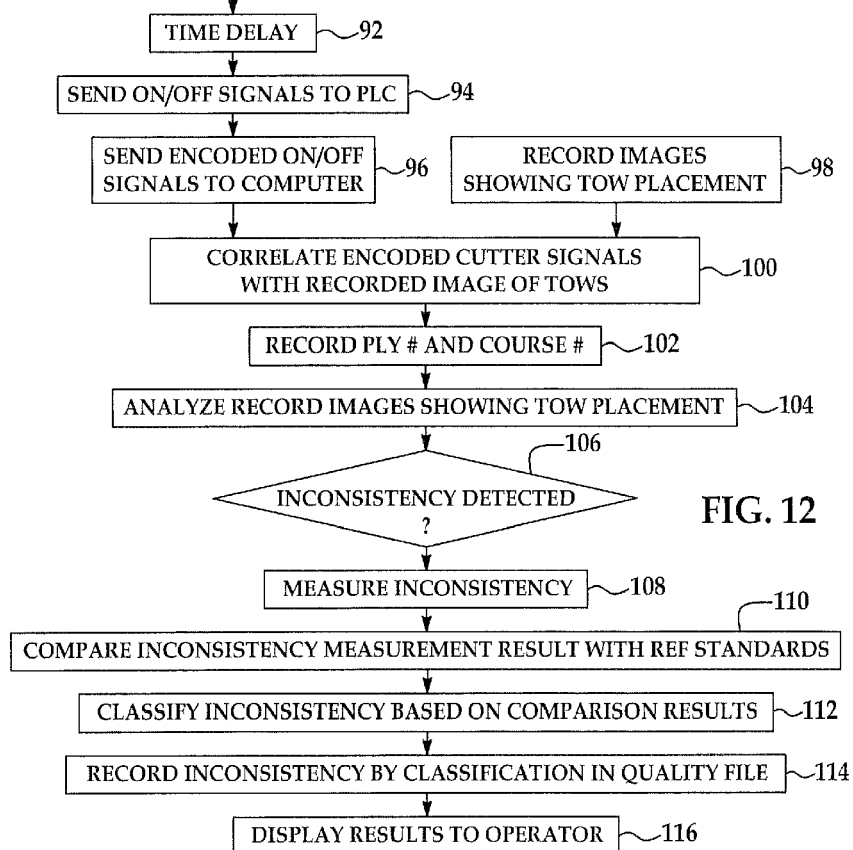 TIME DELAY
92
SEND ON/OFF SIGNALS TO PLC
94
SEND ENCODED ON/OFF
SIGNALS TO COMPUTER
96
RECORD IMAGES
SHOWING TOW PLACEMENT
98
CORRELATE ENCODED CUTTER SIGNALS
WITH RECORDED IMAGE OF TOWS
100
RECORD PLY # AND COURSE #
102
ANALYZE RECORD IMAGES SHOWING TOW PLACEMENT
104
106
INCONSISTENCY DETECTED
?
FIG. 12
MEASURE INCONSISTENCY
108
110
COMPARE INCONSISTENCY MEASUREMENT RESULT WITH REF STANDARDS
CLASSIFY INCONSISTENCY BASED ON COMPARISON RESULTS
112
RECORD INCONSISTENCY BY CLASSIFICATION IN QUALITY FILE
114
DISPLAY RESULTS TO OPERATOR
116